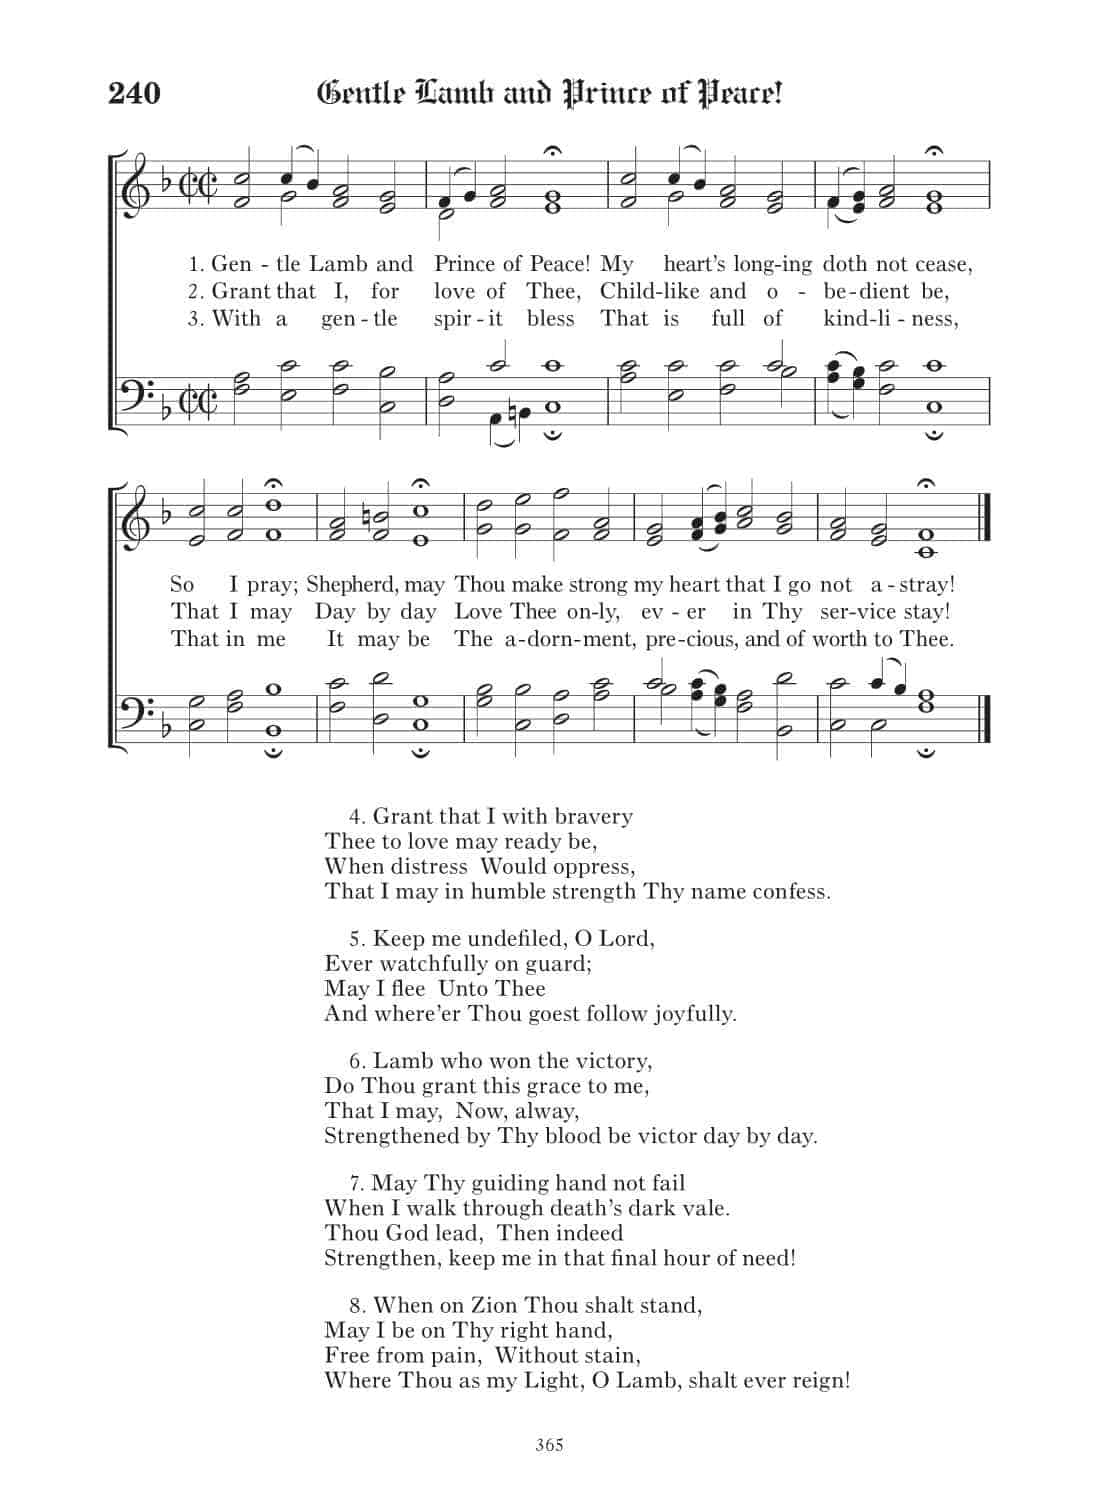 240 Gentle Lamb and Prince of Peace!
1. Gen - tle Lamb and Prince of Peace! My heart's long-ing doth not cease,
2. Grant that I, for love of Thee, Child-like and o - be-dient be,
3. With a gen-tle spir-it bless That is full of kind-li-ness,
So I pray; Shepherd, may Thou make strong my heart that I go not a-stray!
That I may Day by day Love Thee on-ly, ev-er in Thy ser-vice stay!
That in me It may be The a-dorn-ment, pre-cious, and of worth to Thee.
4. Grant that I with bravery
Thee to love may ready be,
When distress Would oppress,
That I may in humble strength Thy name confess.
5. Keep me undefiled, O Lord,
Ever watchfully on guard;
May I flee Unto Thee
And where'er Thou goest follow joyfully.
6. Lamb who won the victory,
Do Thou grant this grace to me,
That I may, Now, alway,
Strengthened by Thy blood be victor day by day.
7. May Thy guiding hand not fail
When I walk through death's dark vale.
Thou God lead, Then indeed
Strengthen, keep me in that final hour of need!
8. When on Zion Thou shalt stand,
May I be on Thy right hand,
Free from pain, Without stain,
Where Thou as my Light, O Lamb, shalt ever reign!
365